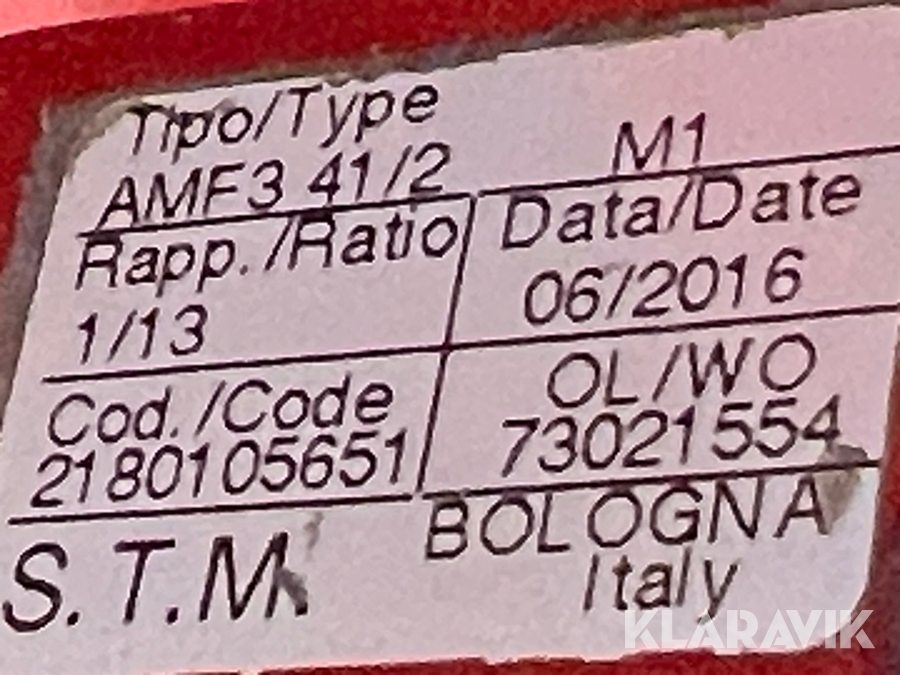 Tipo/Type
AMF3 41/2 M1
Rapp./Ratio Data/Date
1/13 06/2016
Cod./Code OL/WO
2180105651 73021554
S.T.M. BOLOGNA
Italy
KLARAVIK